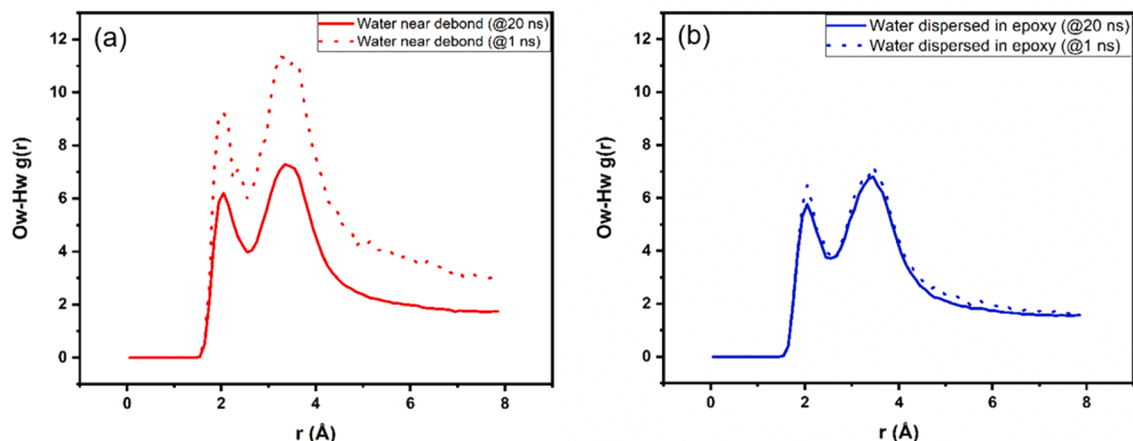 (a)
Water near debond (@20 ns)
Water near debond (@1 ns)
12
10
8
6
4
2
0
Ow-Hw g(r)
0 2 4 6 8
r (Å)
(b)
Water dispersed in epoxy (@20 ns)
Water dispersed in epoxy (@1 ns)
12
10
8
6
4
2
0
Ow-Hw g(r)
0 2 4 6 8
r (Å)